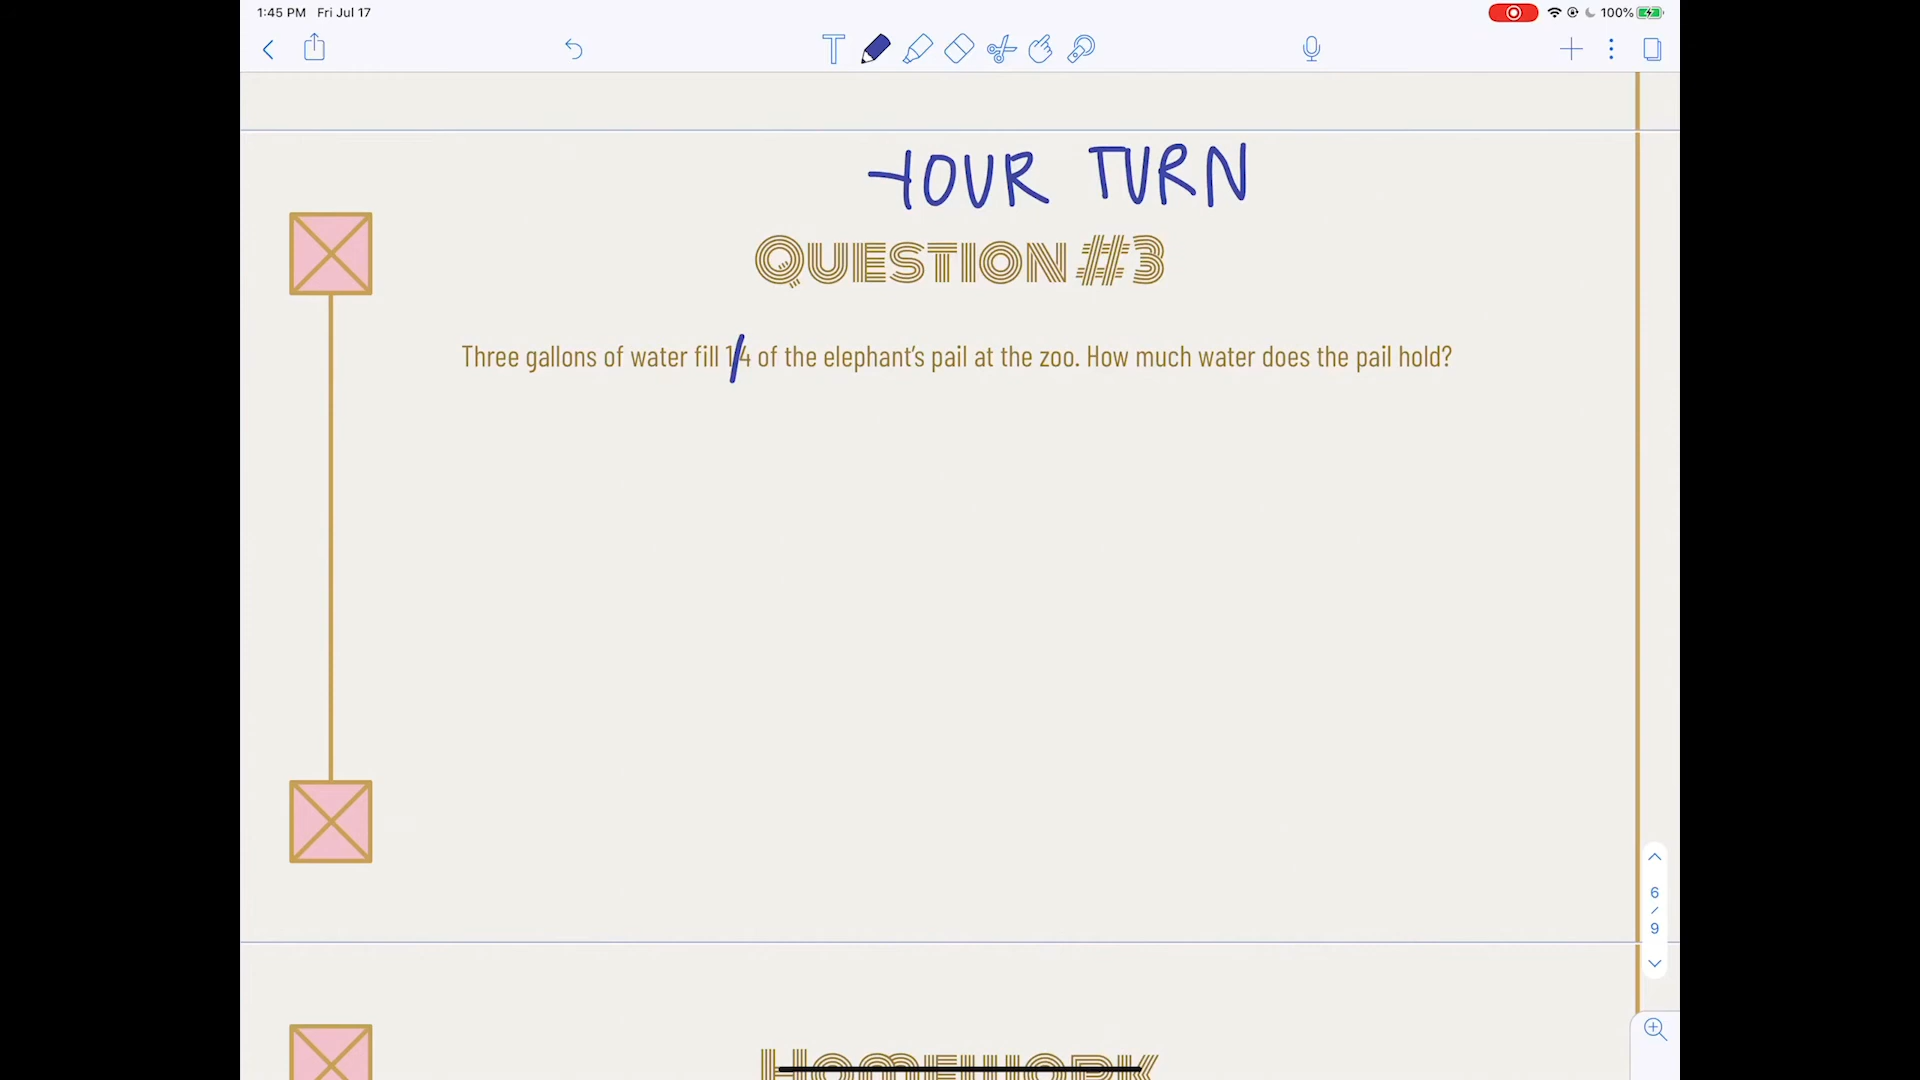 1:45 PM Fri Jul 17
100%
YOUR TURN
QUESTION #3
Three gallons of water fill 1/4 of the elephant's pail at the zoo. How much water does the pail hold?
6
/
9
HOMEWORK